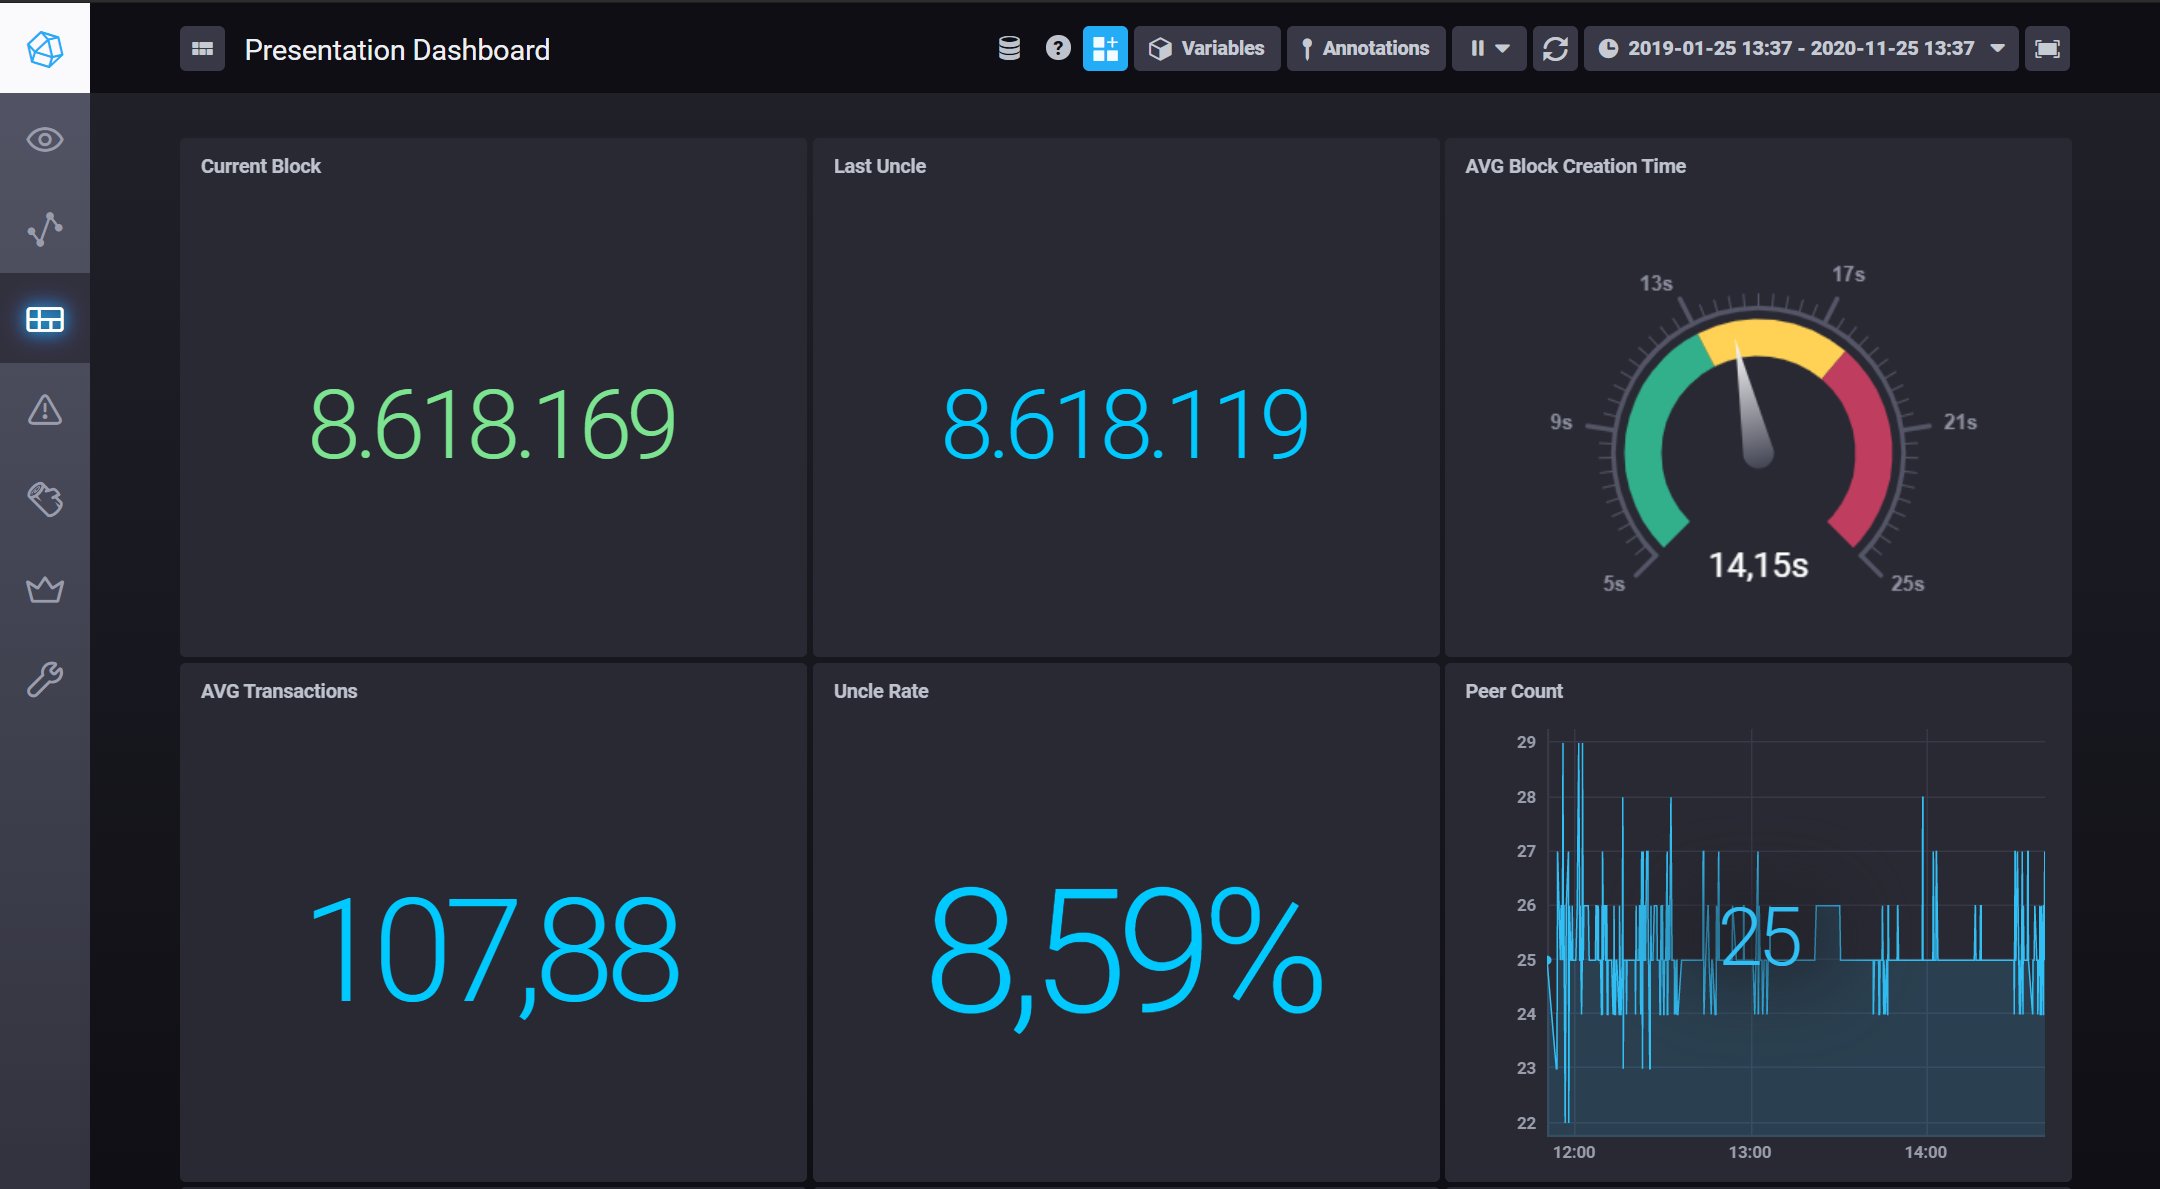 Presentation Dashboard
? Variables Annotations 2019-01-25 13:37 - 2020-11-25 13:37
Current Block
8.618.169
Last Uncle
8.618.119
AVG Block Creation Time
13s
17s
9s
21s
5s
25s
14,15s
AVG Transactions
107,88
Uncle Rate
8,59%
Peer Count
29
28
27
26
25
24
23
22
25
12:00 13:00 14:00